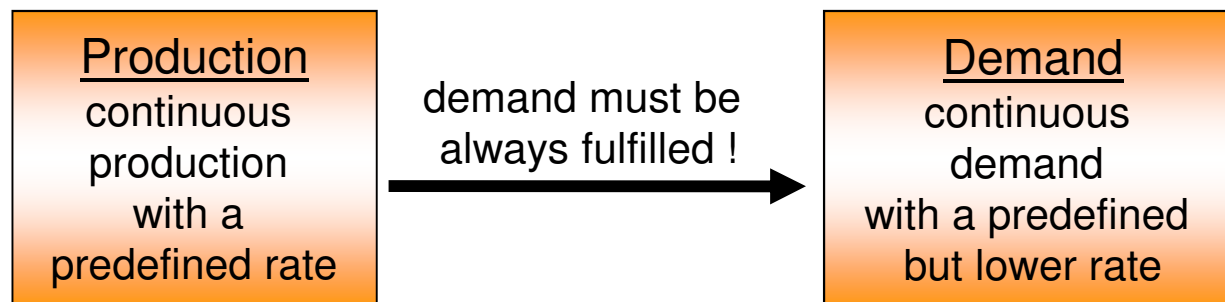 Production
continuous
production
with a
predefined rate
demand must be
always fulfilled !
Demand
continuous
demand
with a predefined
but lower rate